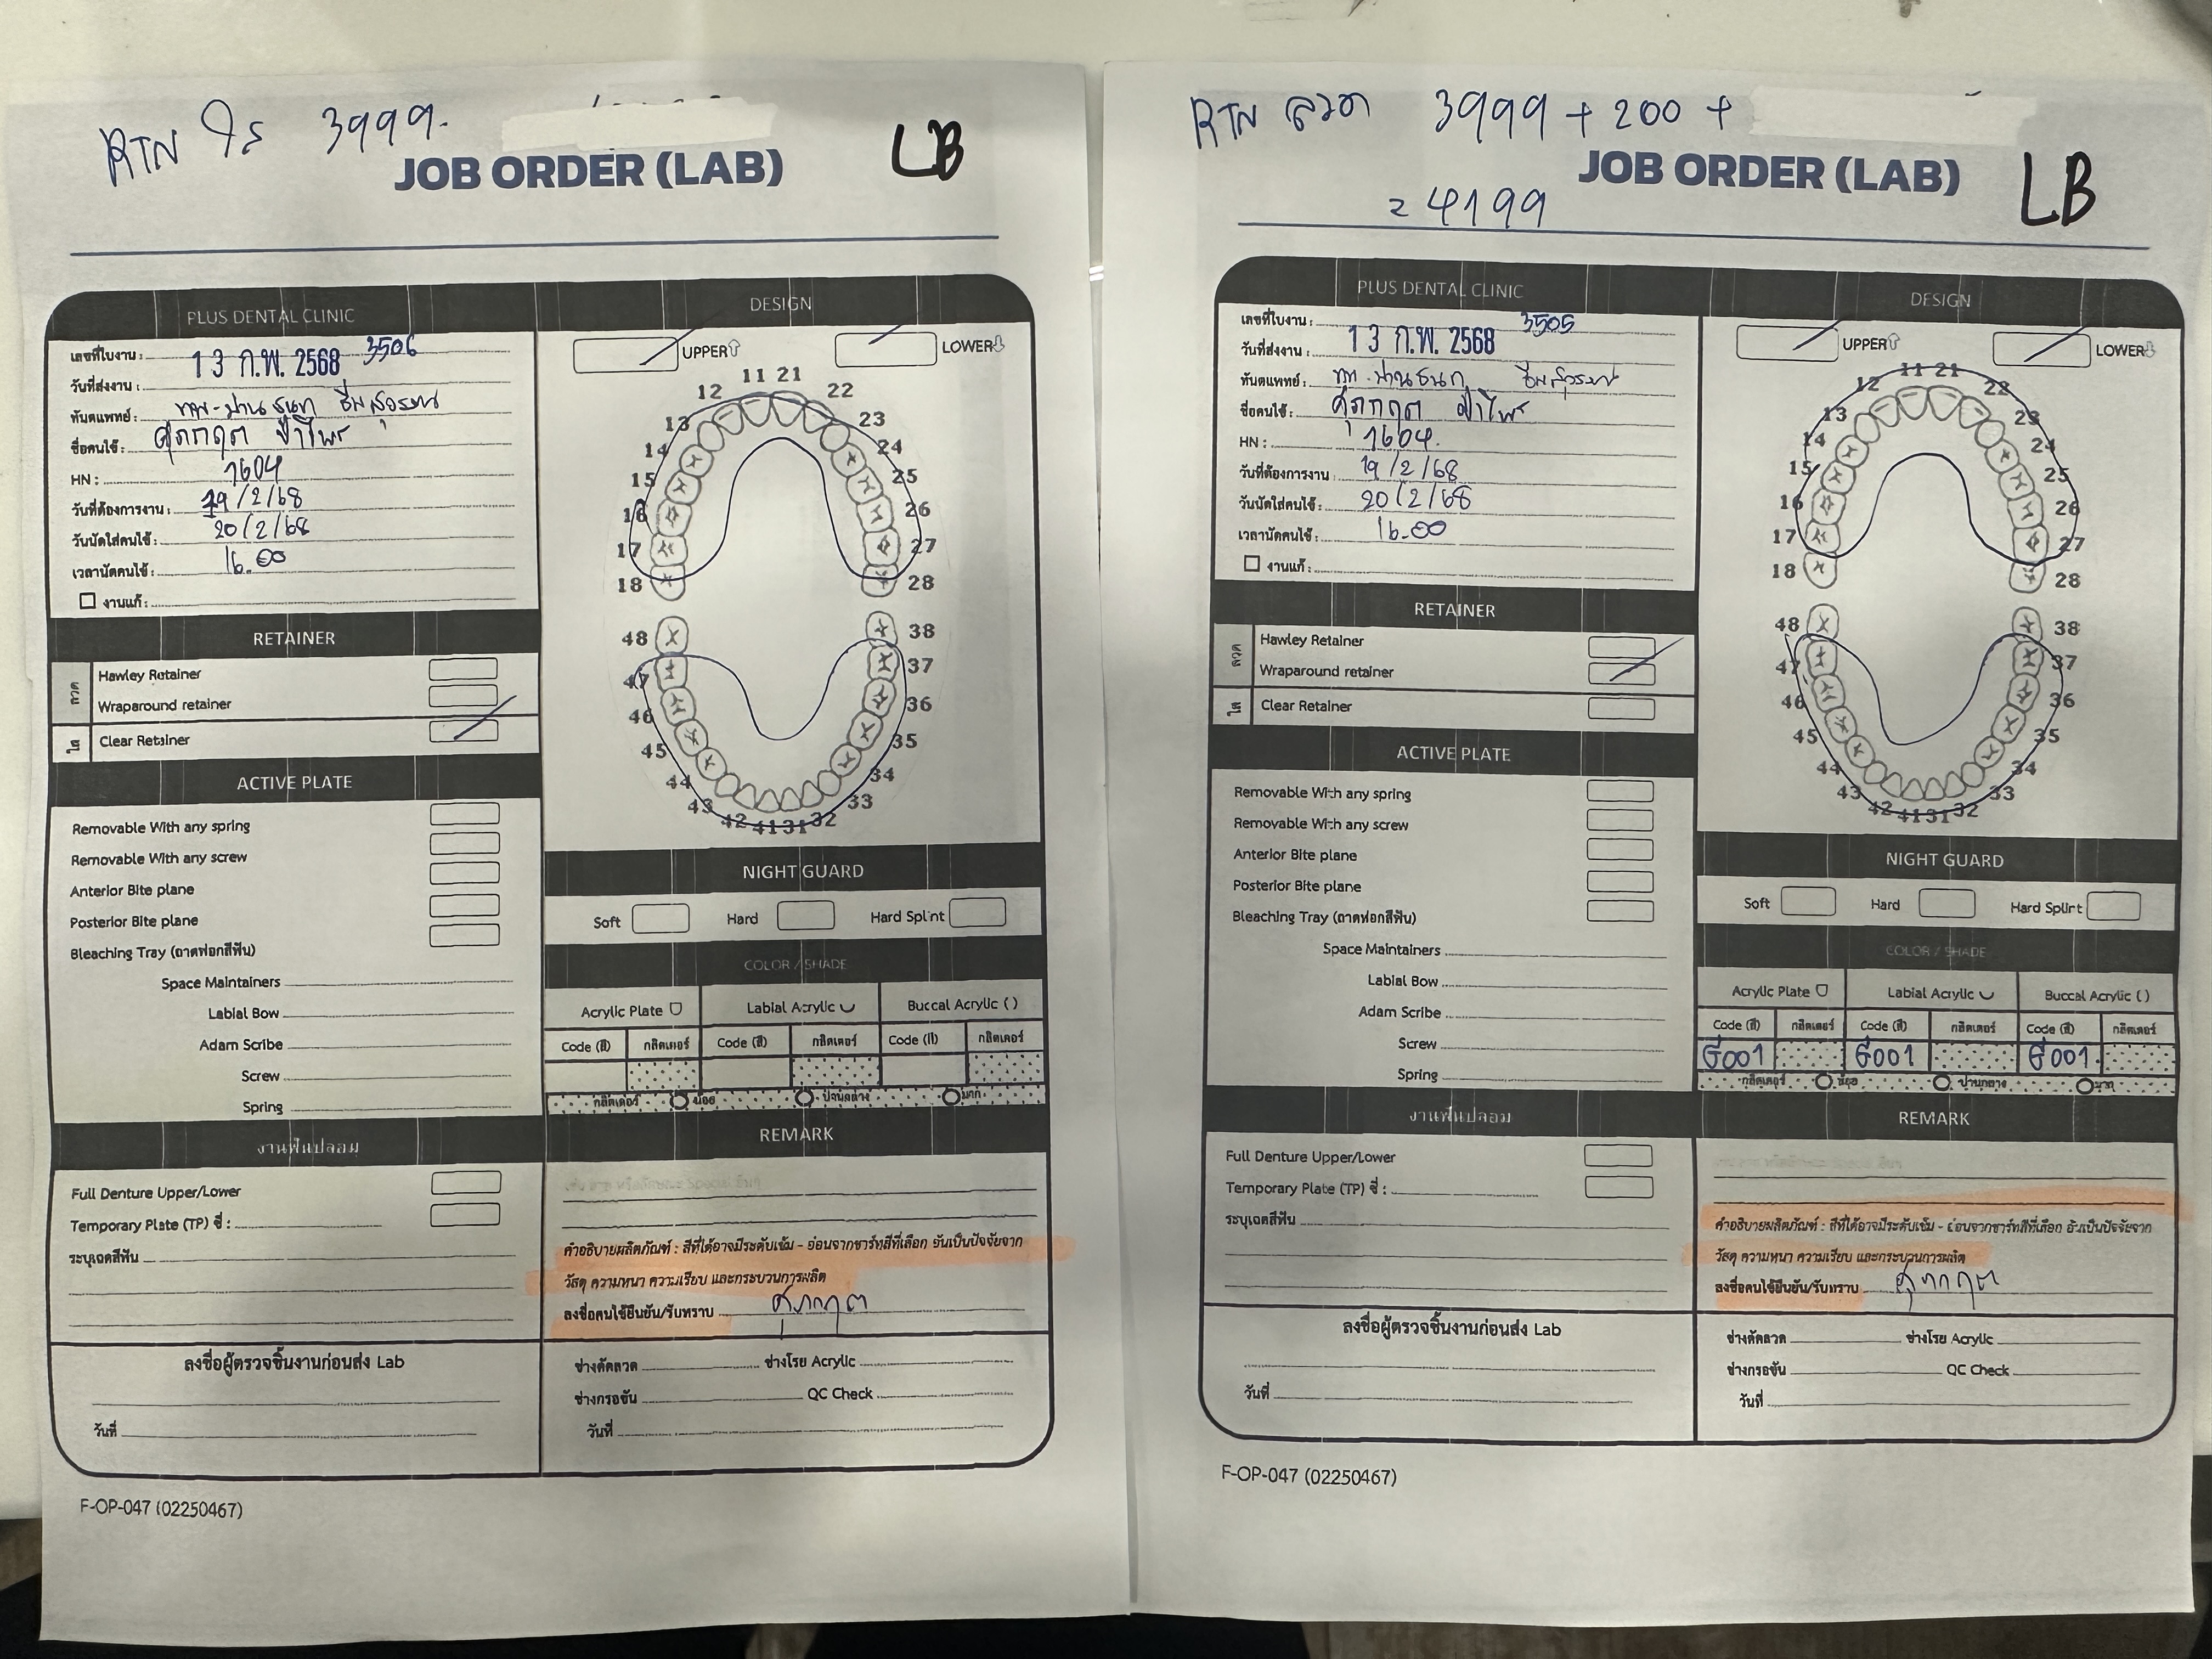 RTN ใส 3999.
JOB ORDER (LAB)
LB
PLUS DENTAL CLINIC
เลขที่ใบงาน : 3506
วันที่ส่งงาน : 13 ก.พ. 2568
ทันตแพทย์ :
ชื่อคนไข้ : ศุภกฤต
HN : 1604
วันที่ต้องการงาน : 19/2/68
วันนัดใส่คนไข้ : 20/2/68
เวลานัดคนไข้ : 16.00
งานแก้ :
RETAINER
ลวด
Hawley Retainer
Wraparound retainer
ใส
Clear Retainer
ACTIVE PLATE
Removable With any spring
Removable With any screw
Anterior Bite plane
Posterior Bite plane
Bleaching Tray (ถาดฟอกสีฟัน)
Space Maintainers
Labial Bow
Adam Scribe
Screw
Spring
งานฟันปลอม
Full Denture Upper/Lower
Temporary Plate (TP) ซี่ :
ระบุเฉดสีฟัน
ลงชื่อผู้ตรวจชิ้นงานก่อนส่ง Lab
วันที่
DESIGN
UPPER
LOWER
18 17 16 15 14 13 12 11 21 22 23 24 25 26 27 28
48 47 46 45 44 43 42 41 31 32 33 34 35 36 37 38
NIGHT GUARD
Soft
Hard
Hard Splint
COLOR / SHADE
Acrylic Plate
Labial Acrylic
Buccal Acrylic ( )
Code (สี) กลิตเตอร์ Code (สี) กลิตเตอร์ Code (สี) กลิตเตอร์
กลิตเตอร์ น้อย ปานกลาง มาก
REMARK
คำอธิบายผลิตภัณฑ์ : สีที่ได้อาจมีระดับเข้ม - อ่อนจากชาร์ทสีที่เลือก อันเป็นปัจจัยจาก
วัสดุ ความหนา ความเรียบ และกระบวนการผลิต
ลงชื่อคนไข้ยืนยัน/รับทราบ ศุภกฤต
ช่างดัดลวด ช่างโรย Acrylic
ช่างกรอขัน QC Check
วันที่
F-OP-047 (02250467)
RTN ลวด 3999 + 200 +
= 4199
JOB ORDER (LAB)
LB
PLUS DENTAL CLINIC
เลขที่ใบงาน : 3505
วันที่ส่งงาน : 13 ก.พ. 2568
ทันตแพทย์ :
ชื่อคนไข้ : ศุภกฤต
HN : 1604
วันที่ต้องการงาน : 19/2/68
วันนัดใส่คนไข้ : 20/2/68
เวลานัดคนไข้ : 16.00
งานแก้ :
RETAINER
ลวด
Hawley Retainer
Wraparound retainer
ใส
Clear Retainer
ACTIVE PLATE
Removable With any spring
Removable With any screw
Anterior Bite plane
Posterior Bite plane
Bleaching Tray (ถาดฟอกสีฟัน)
Space Maintainers
Labial Bow
Adam Scribe
Screw
Spring
งานฟันปลอม
Full Denture Upper/Lower
Temporary Plate (TP) ซี่ :
ระบุเฉดสีฟัน
ลงชื่อผู้ตรวจชิ้นงานก่อนส่ง Lab
วันที่
DESIGN
UPPER
LOWER
18 17 16 15 14 13 12 11 21 22 23 24 25 26 27 28
48 47 46 45 44 43 42 41 31 32 33 34 35 36 37 38
NIGHT GUARD
Soft
Hard
Hard Splint
COLOR / SHADE
Acrylic Plate
Labial Acrylic
Buccal Acrylic ( )
Code (สี) กลิตเตอร์ Code (สี) กลิตเตอร์ Code (สี) กลิตเตอร์
G001 G001 G001
กลิตเตอร์ น้อย ปานกลาง มาก
REMARK
คำอธิบายผลิตภัณฑ์ : สีที่ได้อาจมีระดับเข้ม - อ่อนจากชาร์ทสีที่เลือก อันเป็นปัจจัยจาก
วัสดุ ความหนา ความเรียบ และกระบวนการผลิต
ลงชื่อคนไข้ยืนยัน/รับทราบ ศุภกฤต
ช่างดัดลวด ช่างโรย Acrylic
ช่างกรอขัน QC Check
วันที่
F-OP-047 (02250467)